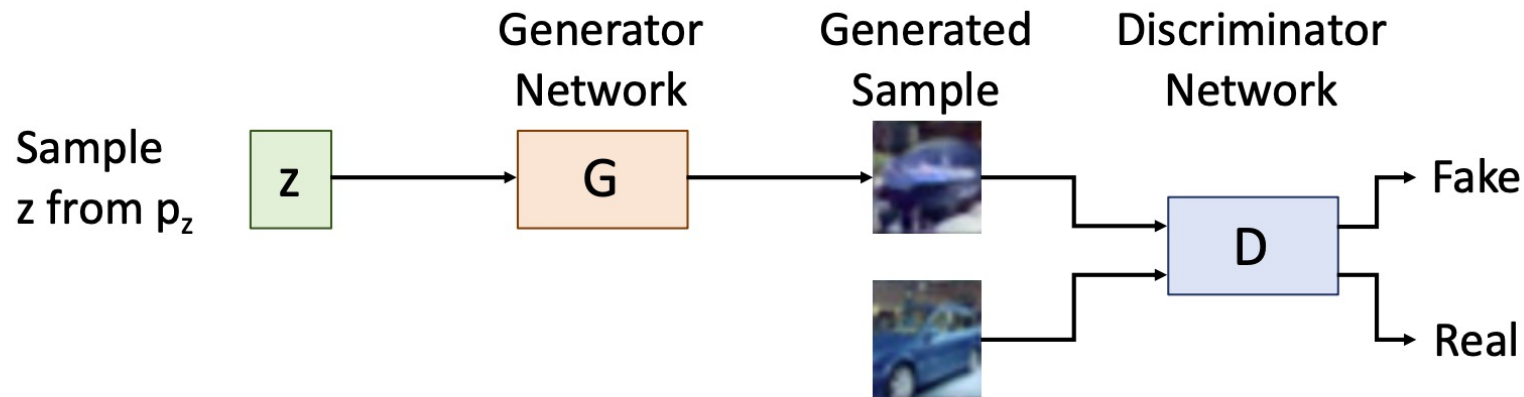 Generator
Network
Generated
Sample
Discriminator
Network
Sample
z from pz
z
G
D
Fake
Real